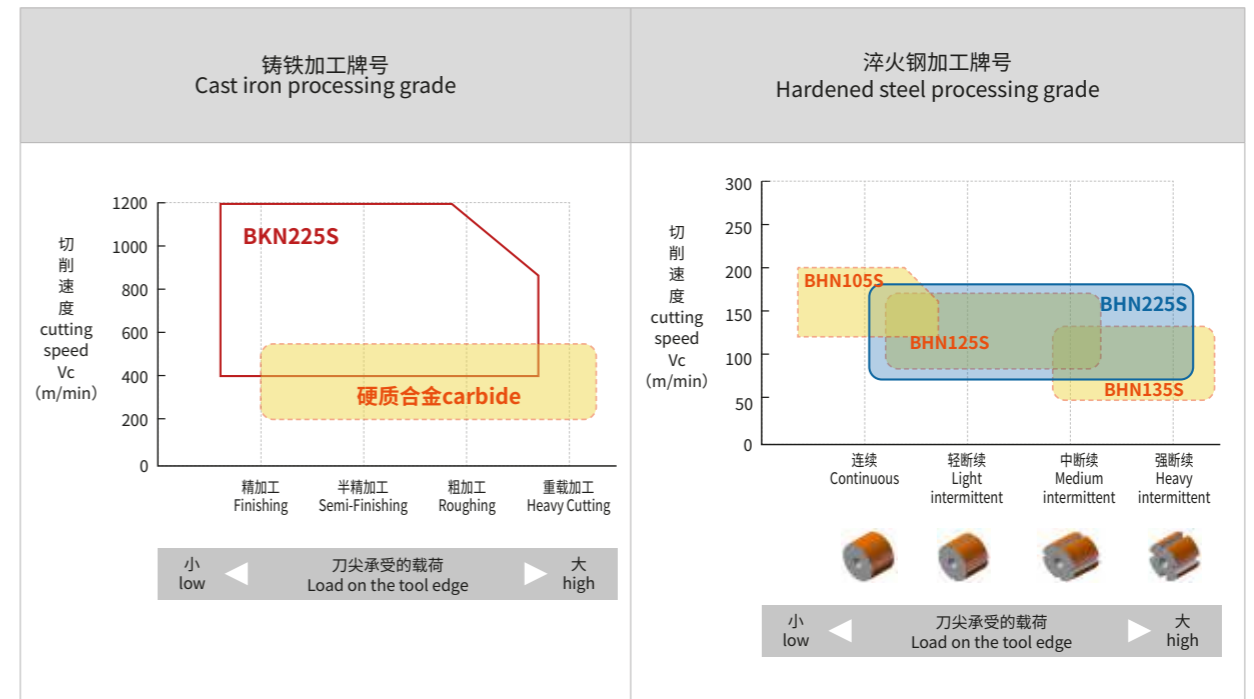 铸铁加工牌号
Cast iron processing grade
淬火钢加工牌号
Hardened steel processing grade
切
削
速
度
cutting
speed
Vc
（m/min）
1200
1000
800
600
400
200
0
BKN225S
硬质合金carbide
精加工
Finishing
半精加工
Semi-Finishing
粗加工
Roughing
重载加工
Heavy Cutting
小
low
刀尖承受的载荷
Load on the tool edge
大
high
切
削
速
度
cutting
speed
Vc
（m/min）
300
250
200
150
100
50
0
BHN105S
BHN225S
BHN125S
BHN135S
连续
Continuous
轻断续
Light
intermittent
中断续
Medium
intermittent
强断续
Heavy
intermittent
小
low
刀尖承受的载荷
Load on the tool edge
大
high